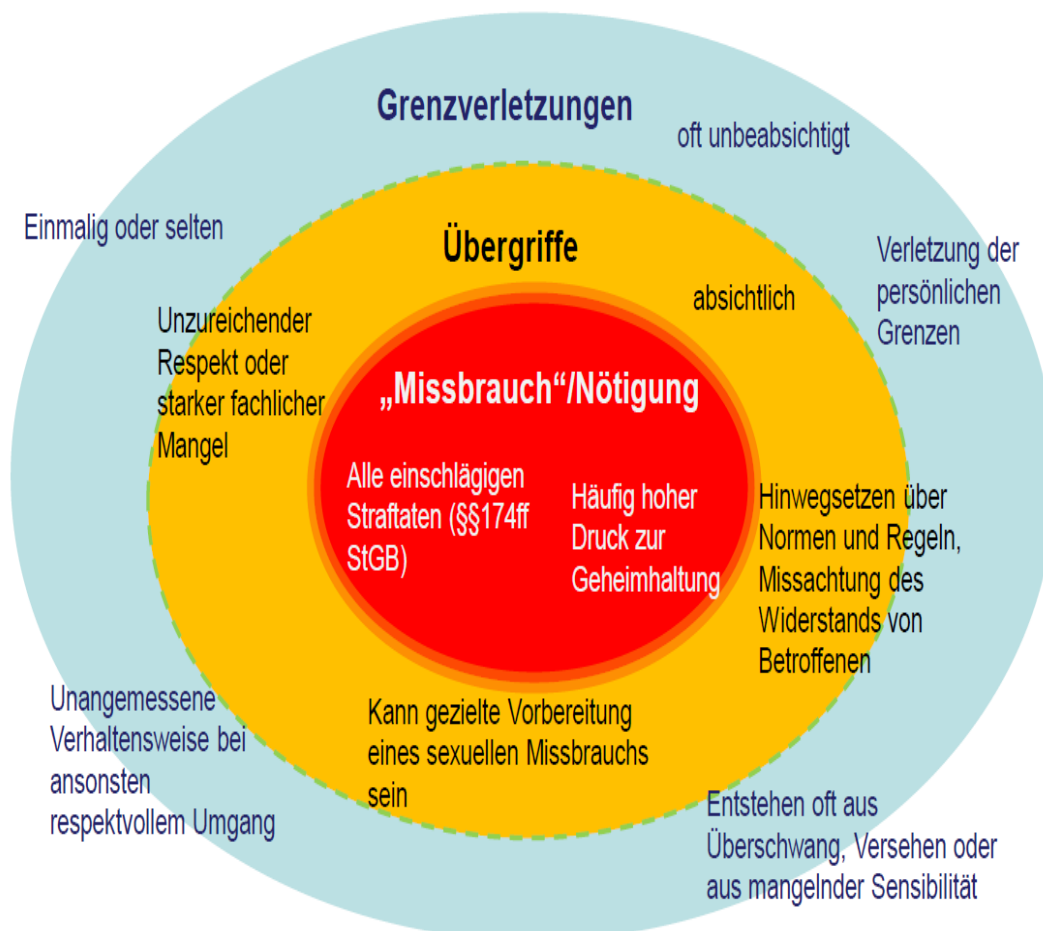 Grenzverletzungen
oft unbeabsichtigt
Einmalig oder selten
Verletzung der
persönlichen
Grenzen
Übergriffe
absichtlich
Unzureichender
Respekt oder
starker fachlicher
Mangel
„Missbrauch“/Nötigung
Alle einschlägigen
Straftaten (§§174ff
StGB)
Häufig hoher
Druck zur
Geheimhaltung
Hinwegsetzen über
Normen und Regeln,
Missachtung des
Widerstands von
Betroffenen
Unangemessene
Verhaltensweise bei
ansonsten
respektvollem Umgang
Kann gezielte Vorbereitung
eines sexuellen Missbrauchs
sein
Entstehen oft aus
Überschwang, Versehen oder
aus mangelnder Sensibilität